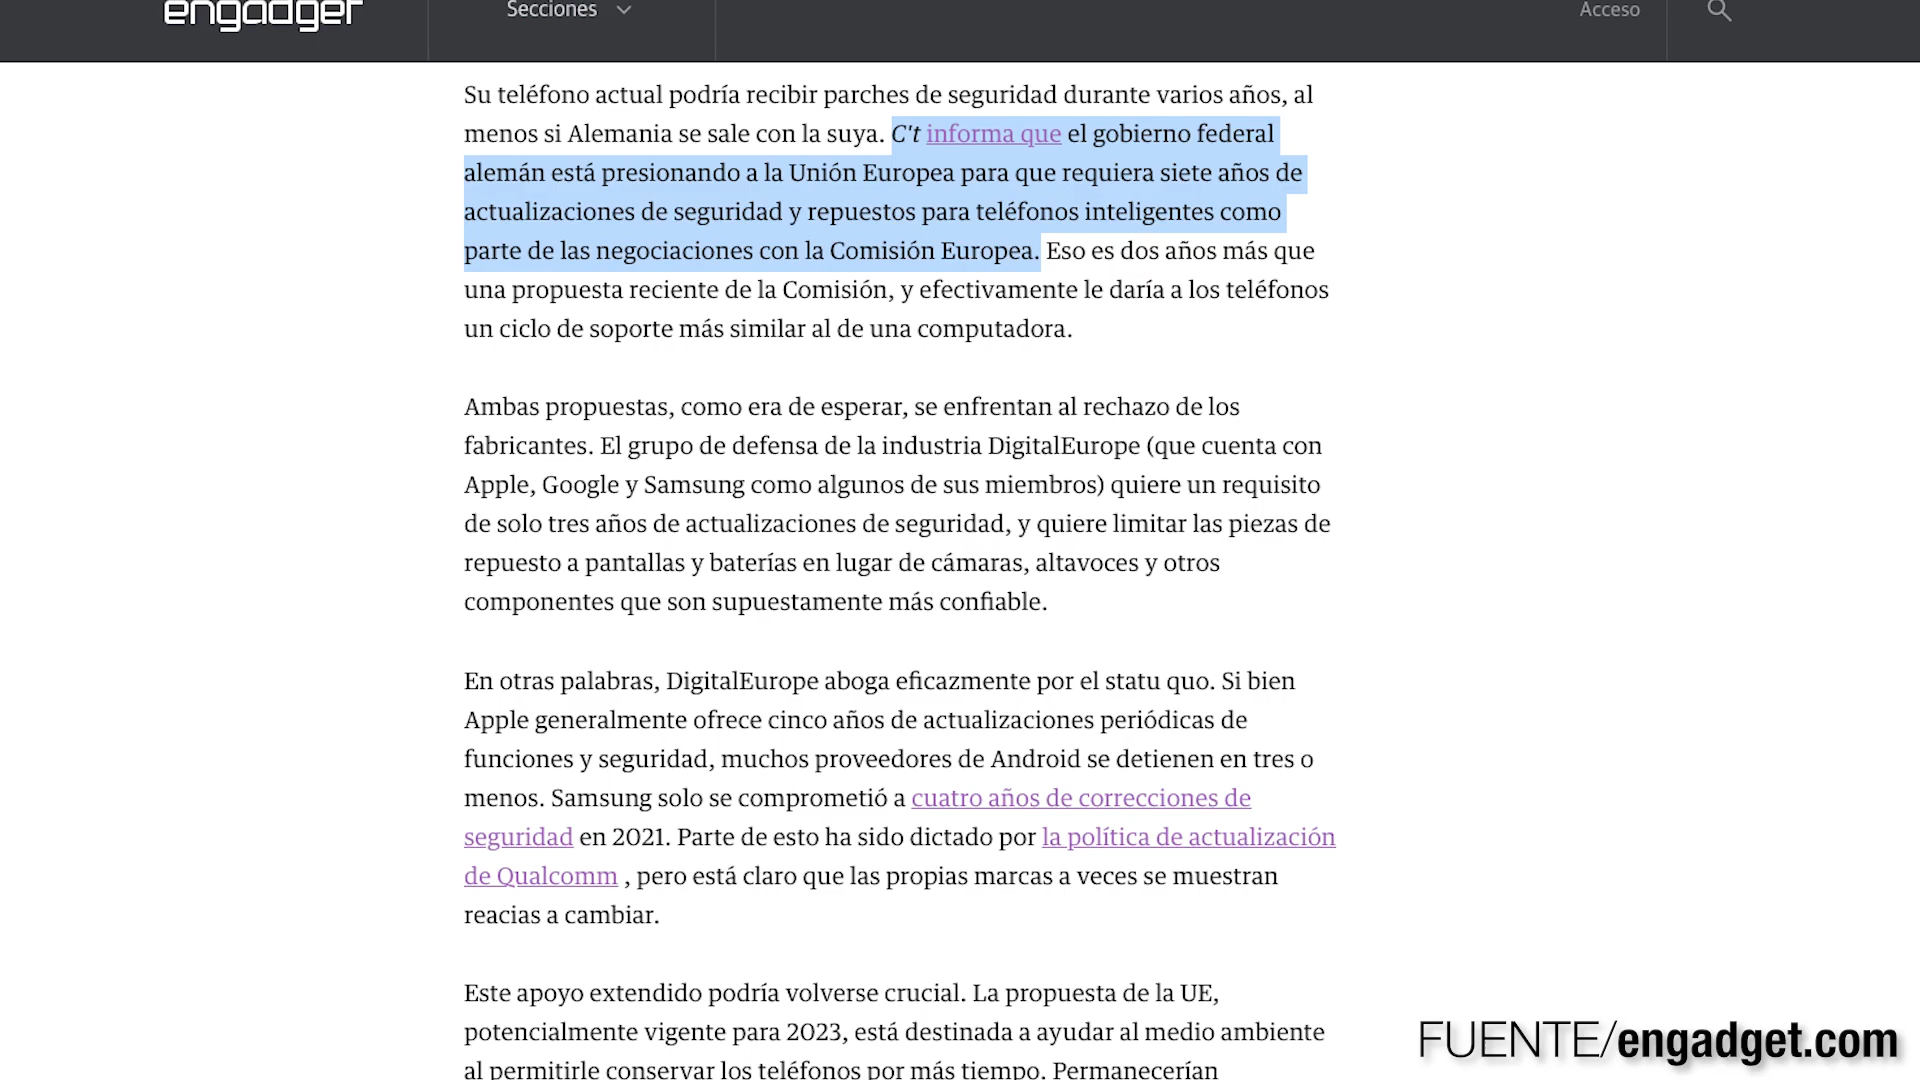 engadget
Secciones
Acceso
Su teléfono actual podría recibir parches de seguridad durante varios años, al
menos si Alemania se sale con la suya. C't informa que el gobierno federal
alemán está presionando a la Unión Europea para que requiera siete años de
actualizaciones de seguridad y repuestos para teléfonos inteligentes como
parte de las negociaciones con la Comisión Europea. Eso es dos años más que
una propuesta reciente de la Comisión, y efectivamente le daría a los teléfonos
un ciclo de soporte más similar al de una computadora.
Ambas propuestas, como era de esperar, se enfrentan al rechazo de los
fabricantes. El grupo de defensa de la industria DigitalEurope (que cuenta con
Apple, Google y Samsung como algunos de sus miembros) quiere un requisito
de solo tres años de actualizaciones de seguridad, y quiere limitar las piezas de
repuesto a pantallas y baterías en lugar de cámaras, altavoces y otros
componentes que son supuestamente más confiable.
En otras palabras, DigitalEurope aboga eficazmente por el statu quo. Si bien
Apple generalmente ofrece cinco años de actualizaciones periódicas de
funciones y seguridad, muchos proveedores de Android se detienen en tres o
menos. Samsung solo se comprometió a cuatro años de correcciones de
seguridad en 2021. Parte de esto ha sido dictado por la política de actualización
de Qualcomm , pero está claro que las propias marcas a veces se muestran
reacias a cambiar.
Este apoyo extendido podría volverse crucial. La propuesta de la UE,
potencialmente vigente para 2023, está destinada a ayudar al medio ambiente
al permitirle conservar los teléfonos por más tiempo. Permanecerían
FUENTE/engadget.com